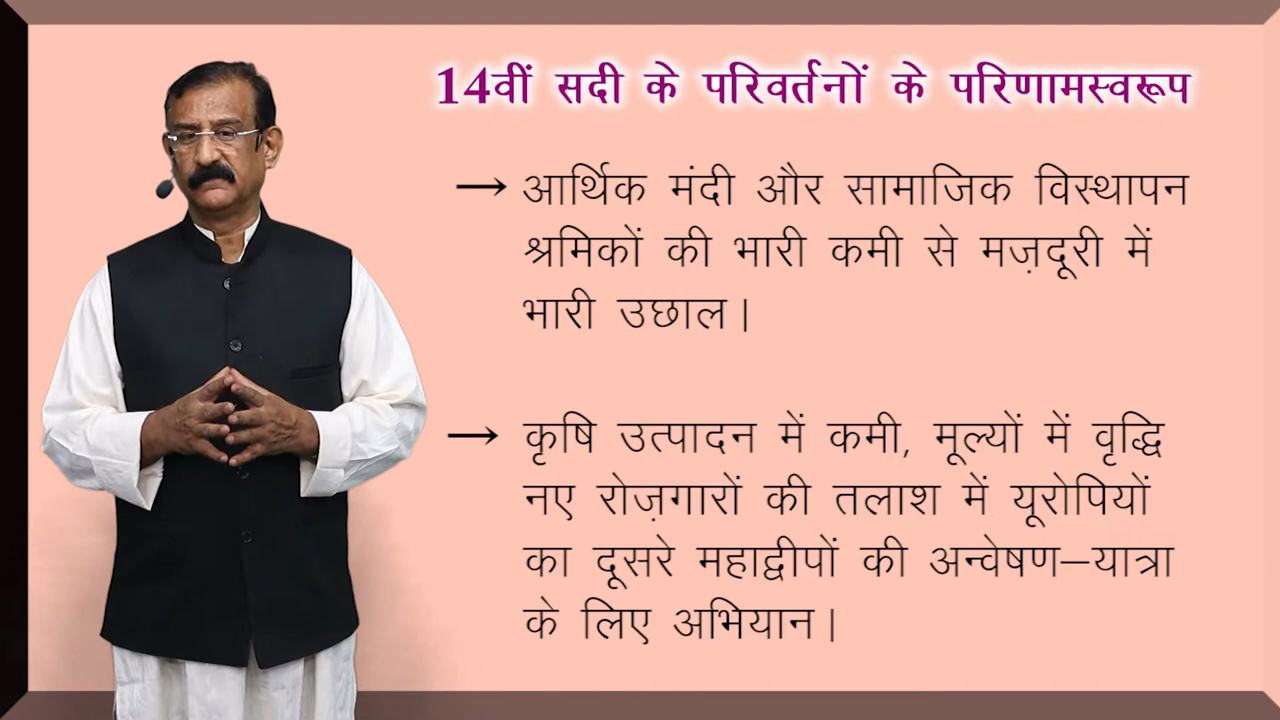 14वीं सदी के परिवर्तनों के परिणामस्वरूप
→ आर्थिक मंदी और सामाजिक विस्थापन
श्रमिकों की भारी कमी से मज़दूरी में
भारी उछाल।
→ कृषि उत्पादन में कमी, मूल्यों में वृद्धि
नए रोज़गारों की तलाश में यूरोपियों
का दूसरे महाद्वीपों की अन्वेषण–यात्रा
के लिए अभियान।